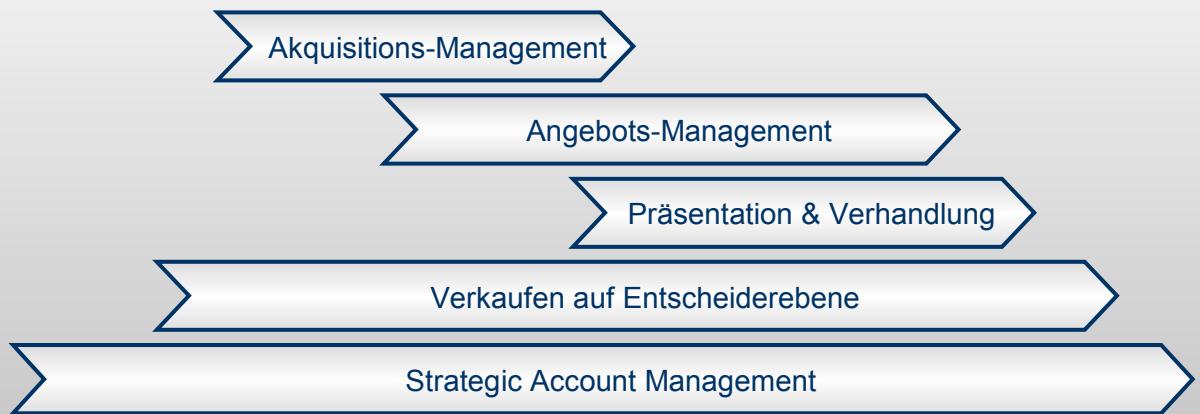 Akquisitions-Management
Angebots-Management
Präsentation & Verhandlung
Verkaufen auf Entscheiderebene
Strategic Account Management